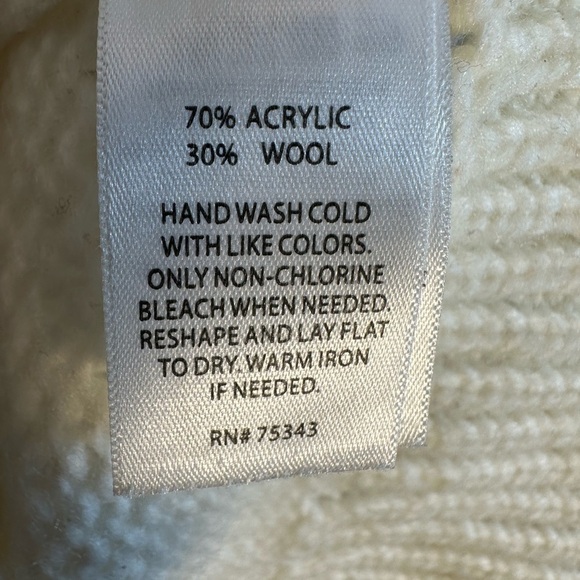 70% ACRYLIC
30% WOOL
HAND WASH COLD
WITH LIKE COLORS.
ONLY NON-CHLORINE
BLEACH WHEN NEEDED.
RESHAPE AND LAY FLAT
TO DRY. WARM IRON
IF NEEDED.
RN# 75343